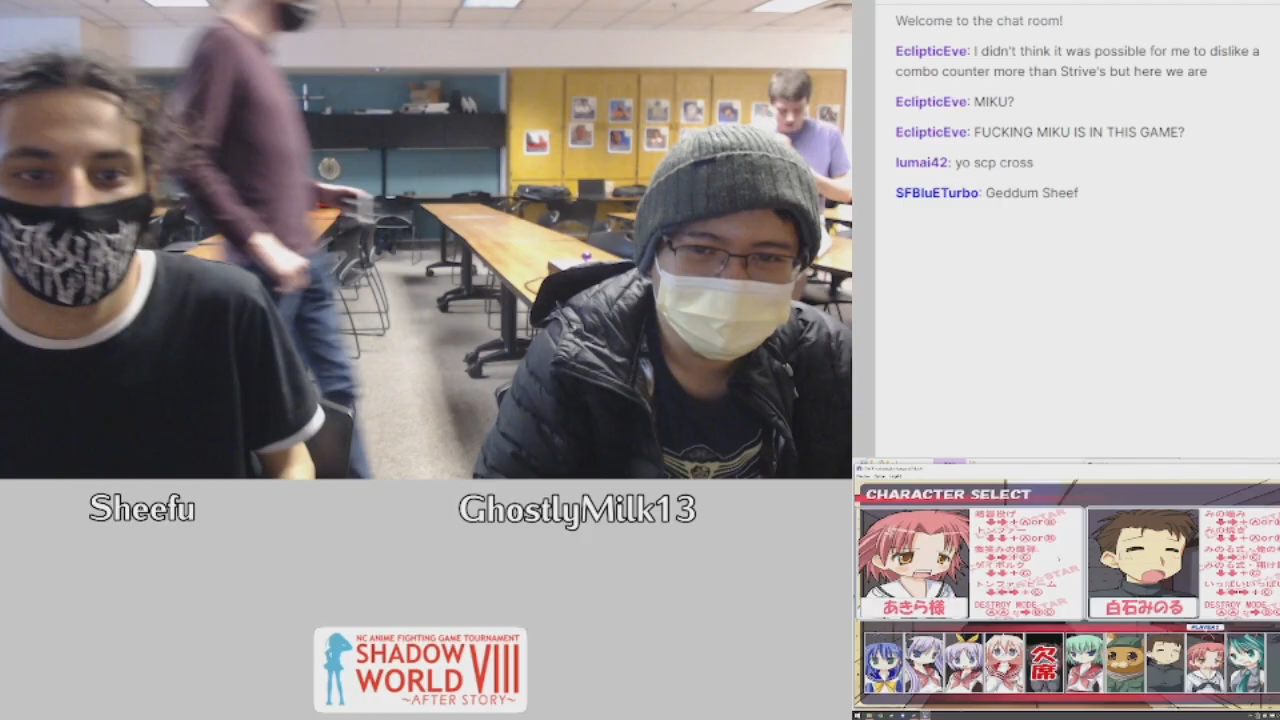 Welcome to the chat room!
EclipticEve: I didn't think it was possible for me to dislike a
combo counter more than Strive's but here we are
EclipticEve: MIKU?
EclipticEve: FUCKING MIKU IS IN THIS GAME?
lumai42: yo scp cross
SFBluETurbo: Geddum Sheef
Sheefu
GhostlyMilk13
NC ANIME FIGHTING GAME TOURNAMENT
SHADOW
WORLD VIII
~AFTER STORY~
CHARACTER SELECT
あきら様
白石みのる
DESTROY MODE
DESTROY MODE
欠席